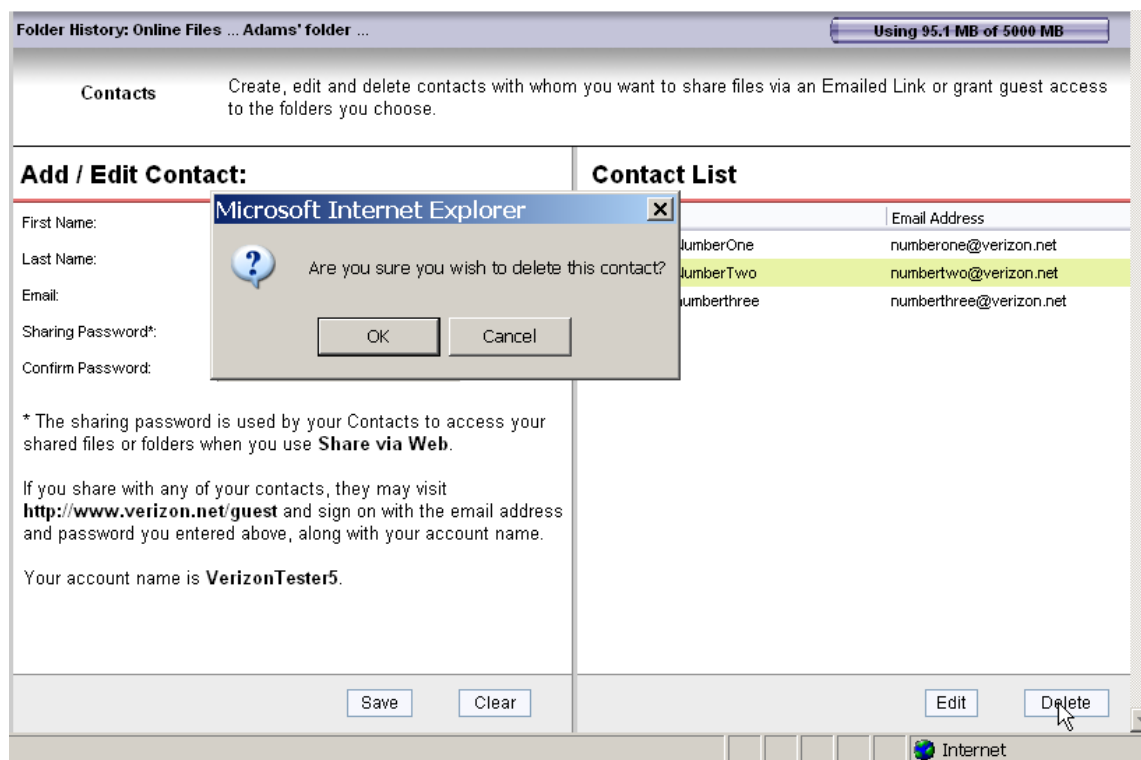 Folder History: Online Files ... Adams' folder ...
Using 95.1 MB of 5000 MB
Contacts
Create, edit and delete contacts with whom you want to share files via an Emailed Link or grant guest access
to the folders you choose.
Add / Edit Contact:
First Name:
Last Name:
Email:
Sharing Password*:
Confirm Password:
Microsoft Internet Explorer
Are you sure you wish to delete this contact?
OK
Cancel
* The sharing password is used by your Contacts to access your
shared files or folders when you use Share via Web.
If you share with any of your contacts, they may visit
http://www.verizon.net/guest and sign on with the email address
and password you entered above, along with your account name.
Your account name is VerizonTester5.
Save
Clear
Contact List
Email Address
NumberOne numberone@verizon.net
NumberTwo numbertwo@verizon.net
numberthree numberthree@verizon.net
Edit
Delete
Internet